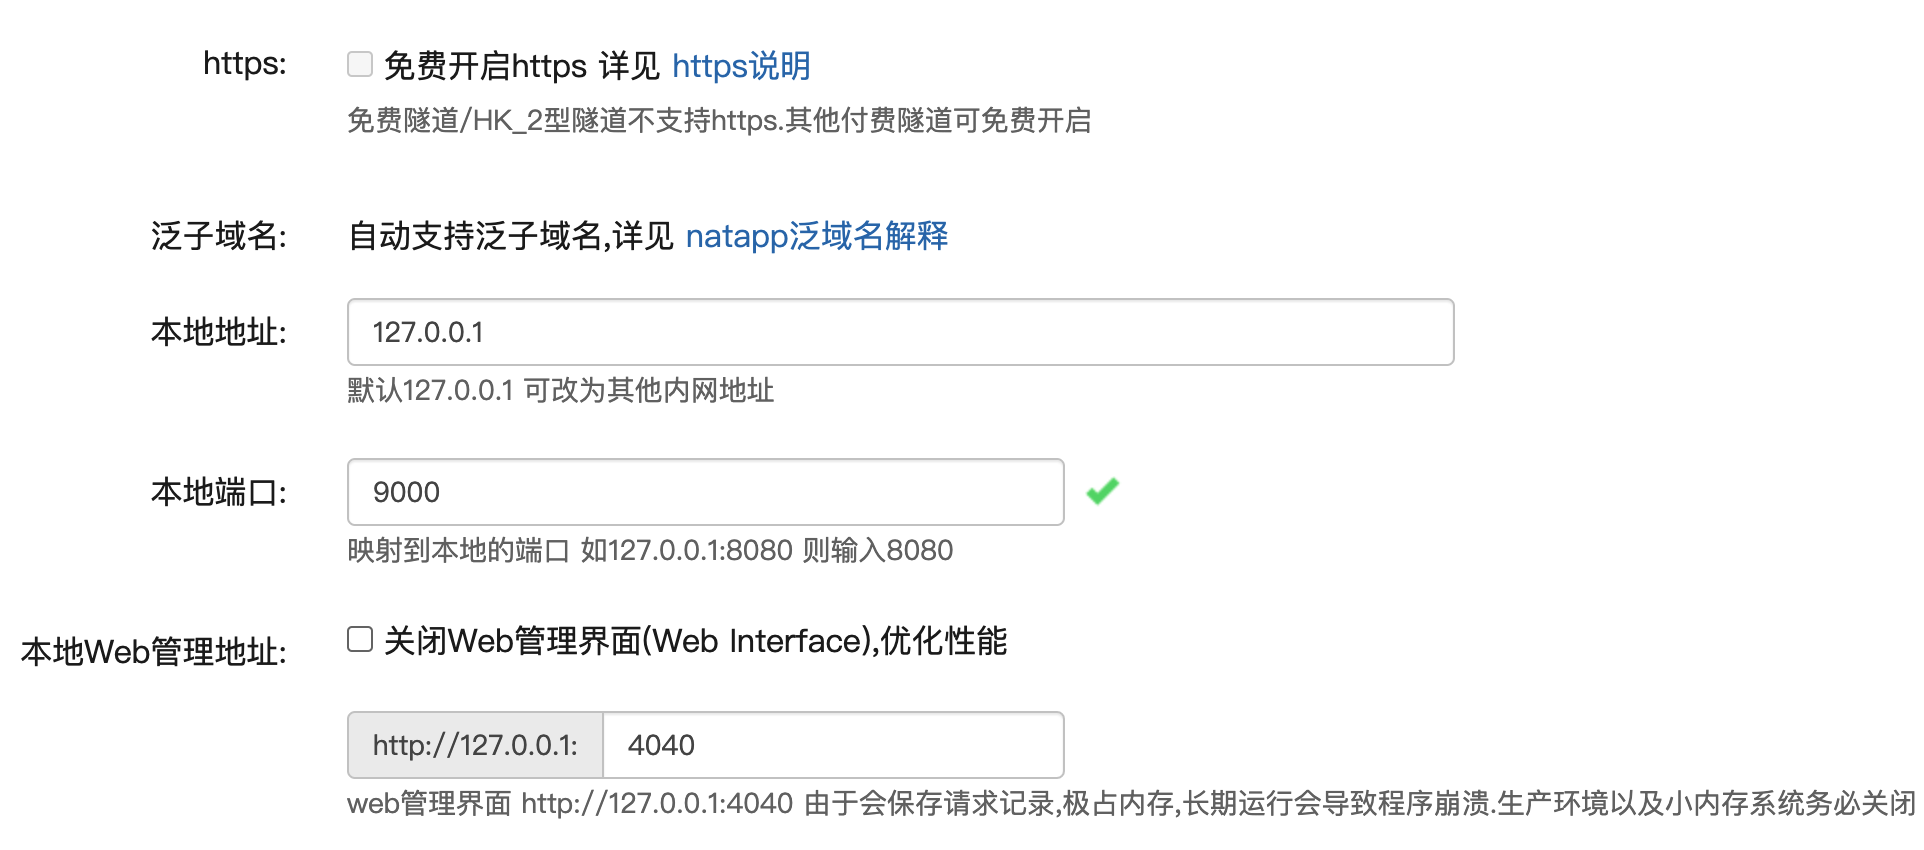 https: 免费开启https 详见 https说明
免费隧道/HK_2型隧道不支持https.其他付费隧道可免费开启
泛子域名: 自动支持泛子域名,详见 natapp泛域名解释
本地地址: 127.0.0.1
默认127.0.0.1 可改为其他内网地址
本地端口: 9000
映射到本地的端口 如127.0.0.1:8080 则输入8080
本地Web管理地址: 关闭Web管理界面(Web Interface),优化性能
http://127.0.0.1: 4040
web管理界面 http://127.0.0.1:4040 由于会保存请求记录,极占内存,长期运行会导致程序崩溃.生产环境以及小内存系统务必关闭